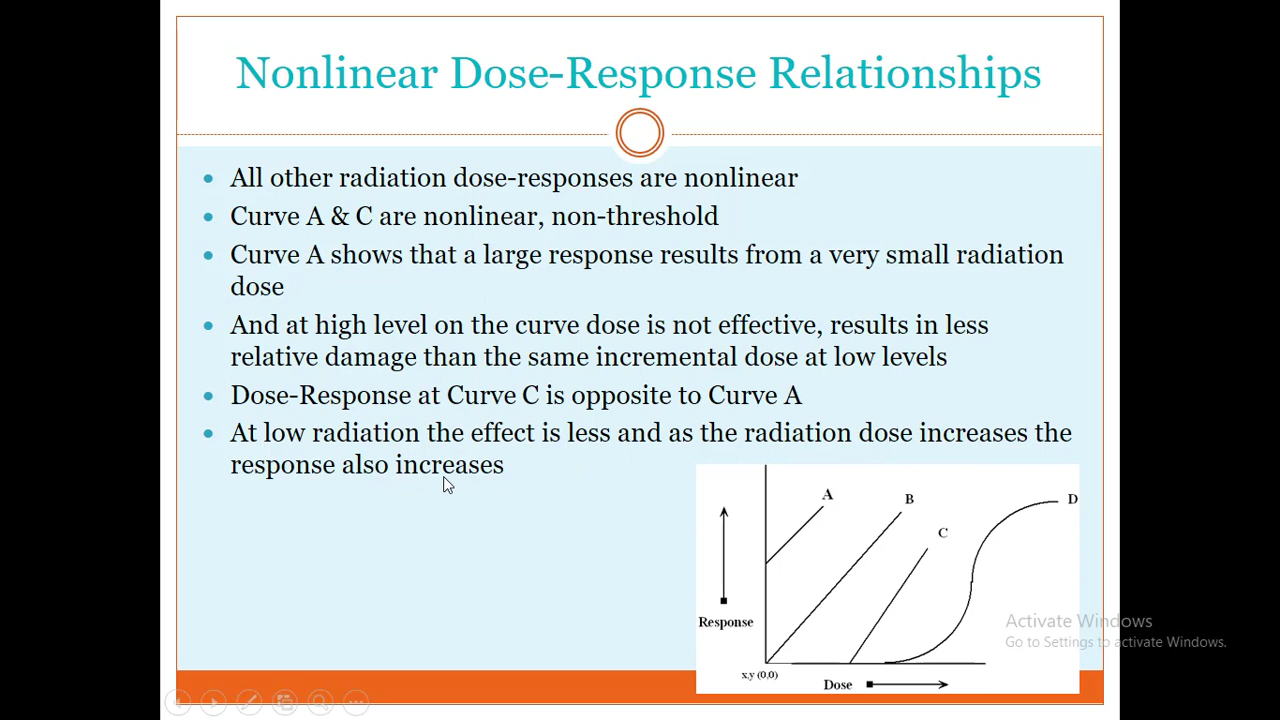 Nonlinear Dose-Response Relationships
• All other radiation dose-responses are nonlinear
• Curve A & C are nonlinear, non-threshold
• Curve A shows that a large response results from a very small radiation
dose
• And at high level on the curve dose is not effective, results in less
relative damage than the same incremental dose at low levels
• Dose-Response at Curve C is opposite to Curve A
• At low radiation the effect is less and as the radiation dose increases the
response also increases
A
B
C
D
Response
x,y (0,0)
Dose
Activate Windows
Go to Settings to activate Windows.